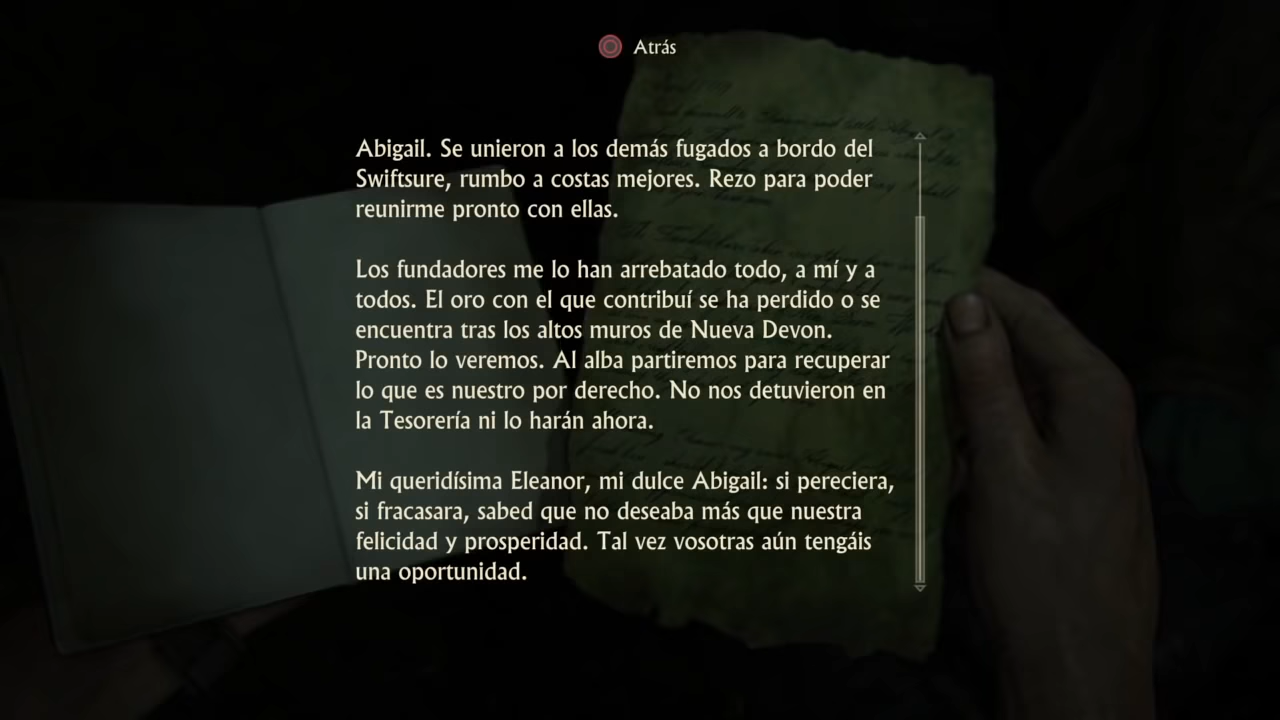 Atrás
Abigail. Se unieron a los demás fugados a bordo del
Swiftsure, rumbo a costas mejores. Rezo para poder
reunirme pronto con ellas.
Los fundadores me lo han arrebatado todo, a mí y a
todos. El oro con el que contribuí se ha perdido o se
encuentra tras los altos muros de Nueva Devon.
Pronto lo veremos. Al alba partiremos para recuperar
lo que es nuestro por derecho. No nos detuvieron en
la Tesorería ni lo harán ahora.
Mi queridísima Eleanor, mi dulce Abigail: si pereciera,
si fracasara, sabed que no deseaba más que nuestra
felicidad y prosperidad. Tal vez vosotras aún tengáis
una oportunidad.